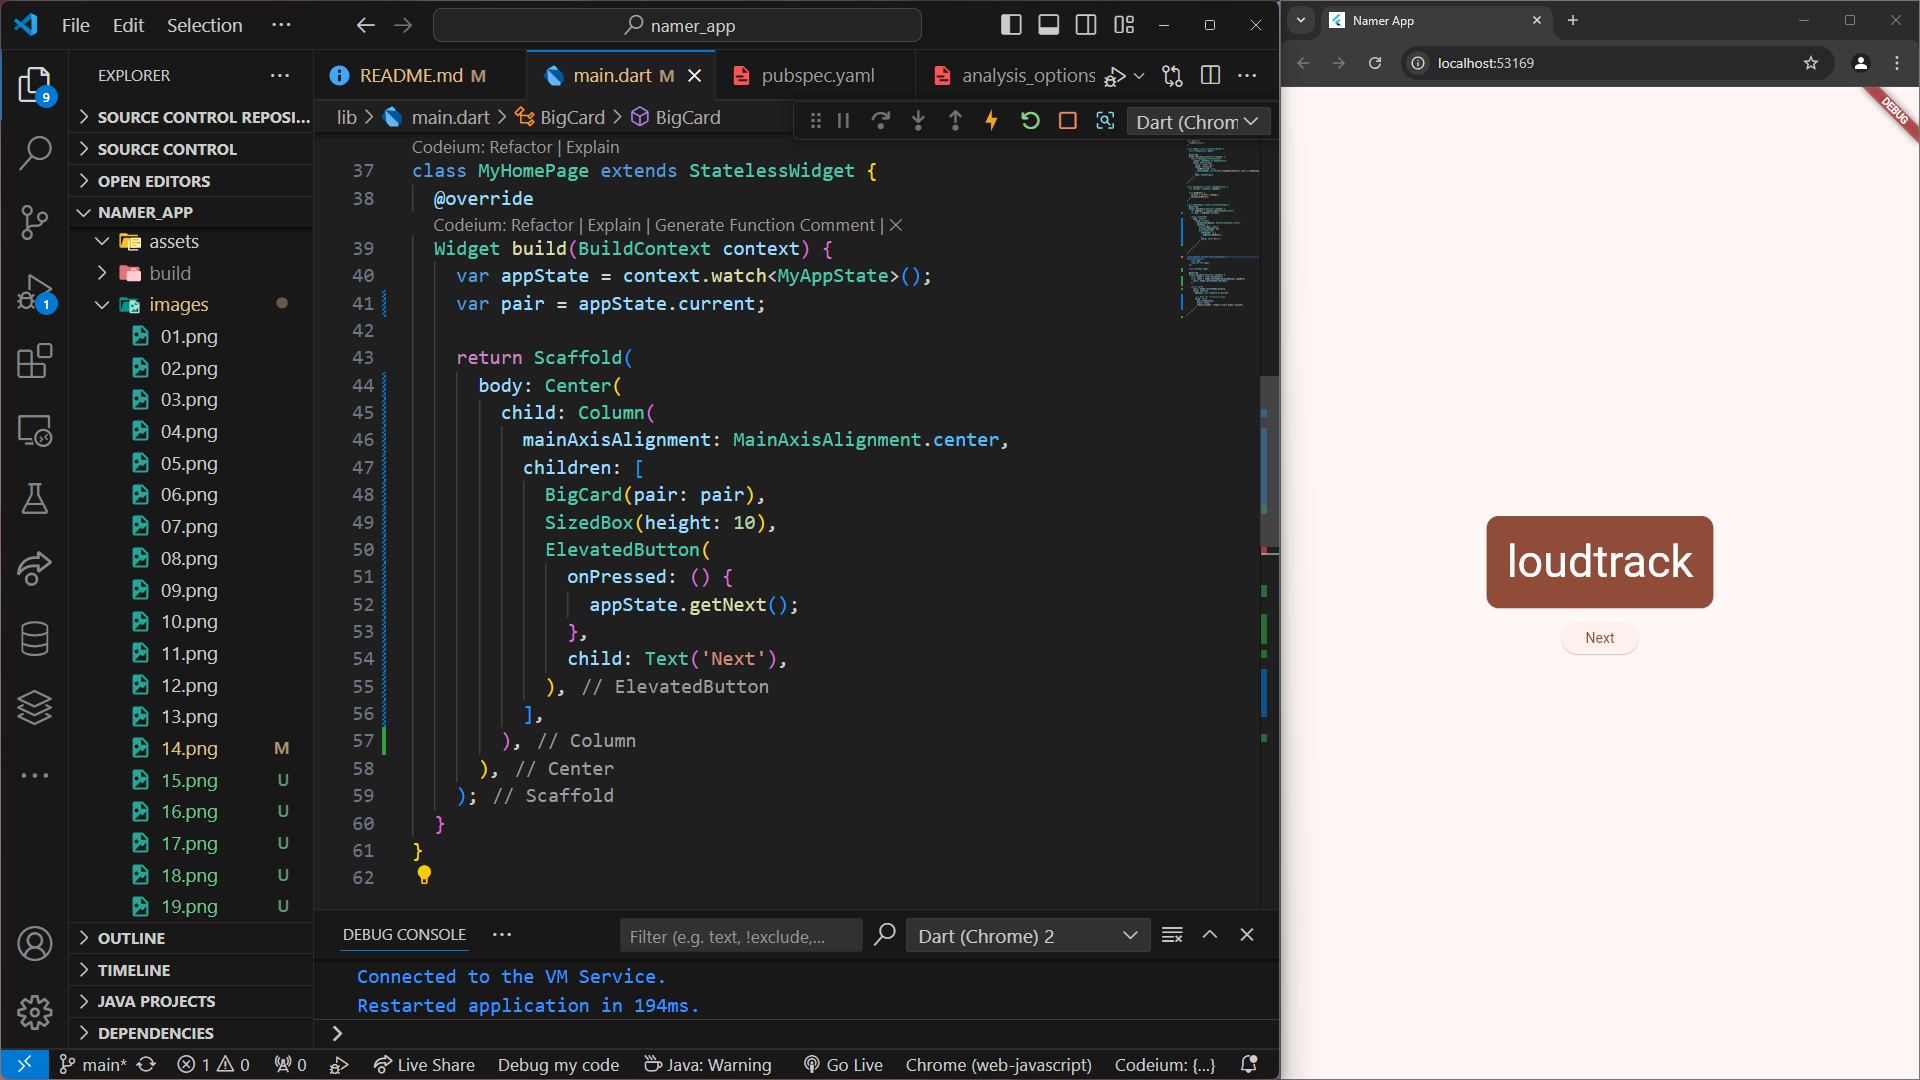 File Edit Selection ··· namer_app
EXPLORER ···
SOURCE CONTROL REPOSI...
SOURCE CONTROL
OPEN EDITORS
NAMER_APP
assets
build
images
01.png
02.png
03.png
04.png
05.png
06.png
07.png
08.png
09.png
10.png
11.png
12.png
13.png
14.png M
15.png U
16.png U
17.png U
18.png U
19.png U
OUTLINE
TIMELINE
JAVA PROJECTS
DEPENDENCIES
9
1
README.md M main.dart M pubspec.yaml analysis_options
lib > main.dart > BigCard > BigCard
Dart (Chrom
Codeium: Refactor | Explain
37 class MyHomePage extends StatelessWidget {
38 @override
Codeium: Refactor | Explain | Generate Function Comment | ×
39 Widget build(BuildContext context) {
40 var appState = context.watch<MyAppState>();
41 var pair = appState.current;
42
43 return Scaffold(
44 body: Center(
45 child: Column(
46 mainAxisAlignment: MainAxisAlignment.center,
47 children: [
48 BigCard(pair: pair),
49 SizedBox(height: 10),
50 ElevatedButton(
51 onPressed: () {
52 appState.getNext();
53 },
54 child: Text('Next'),
55 ), // ElevatedButton
56 ],
57 ), // Column
58 ), // Center
59 ); // Scaffold
60 }
61 }
62
DEBUG CONSOLE ···
Filter (e.g. text, !exclude,...
Dart (Chrome) 2
Connected to the VM Service.
Restarted application in 194ms.
>
main* 1 0 0 Live Share Debug my code Java: Warning Go Live Chrome (web-javascript) Codeium: {...}
Namer App
localhost:53169
DEBUG
loudtrack
Next